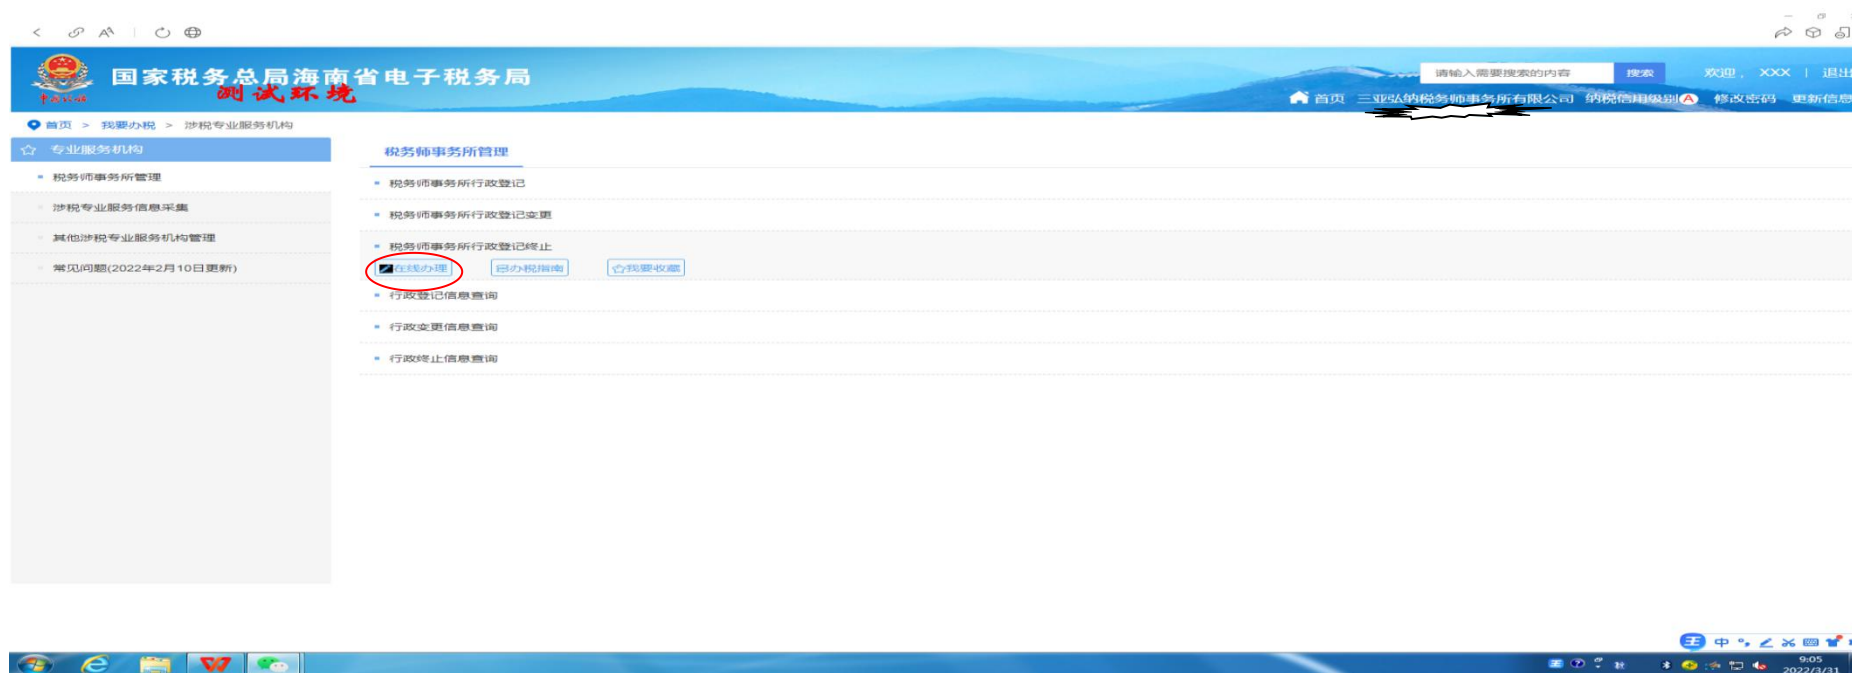 国家税务总局海南省电子税务局
测试环境
请输入需要搜索的内容 搜索 欢迎，XXX | 退出
首页 三亚弘纳税务师事务所有限公司 纳税信用级别A 修改密码 更新信息
首页 > 我要办税 > 涉税专业服务机构
专业服务机构
税务师事务所管理
涉税专业服务信息采集
其他涉税专业服务机构管理
常见问题(2022年2月10日更新)
税务师事务所管理
税务师事务所行政登记
税务师事务所行政登记变更
税务师事务所行政登记终止
在线办理 办税指南 我要收藏
行政登记信息查询
行政变更信息查询
行政终止信息查询
王 中
9:05
2022/3/31